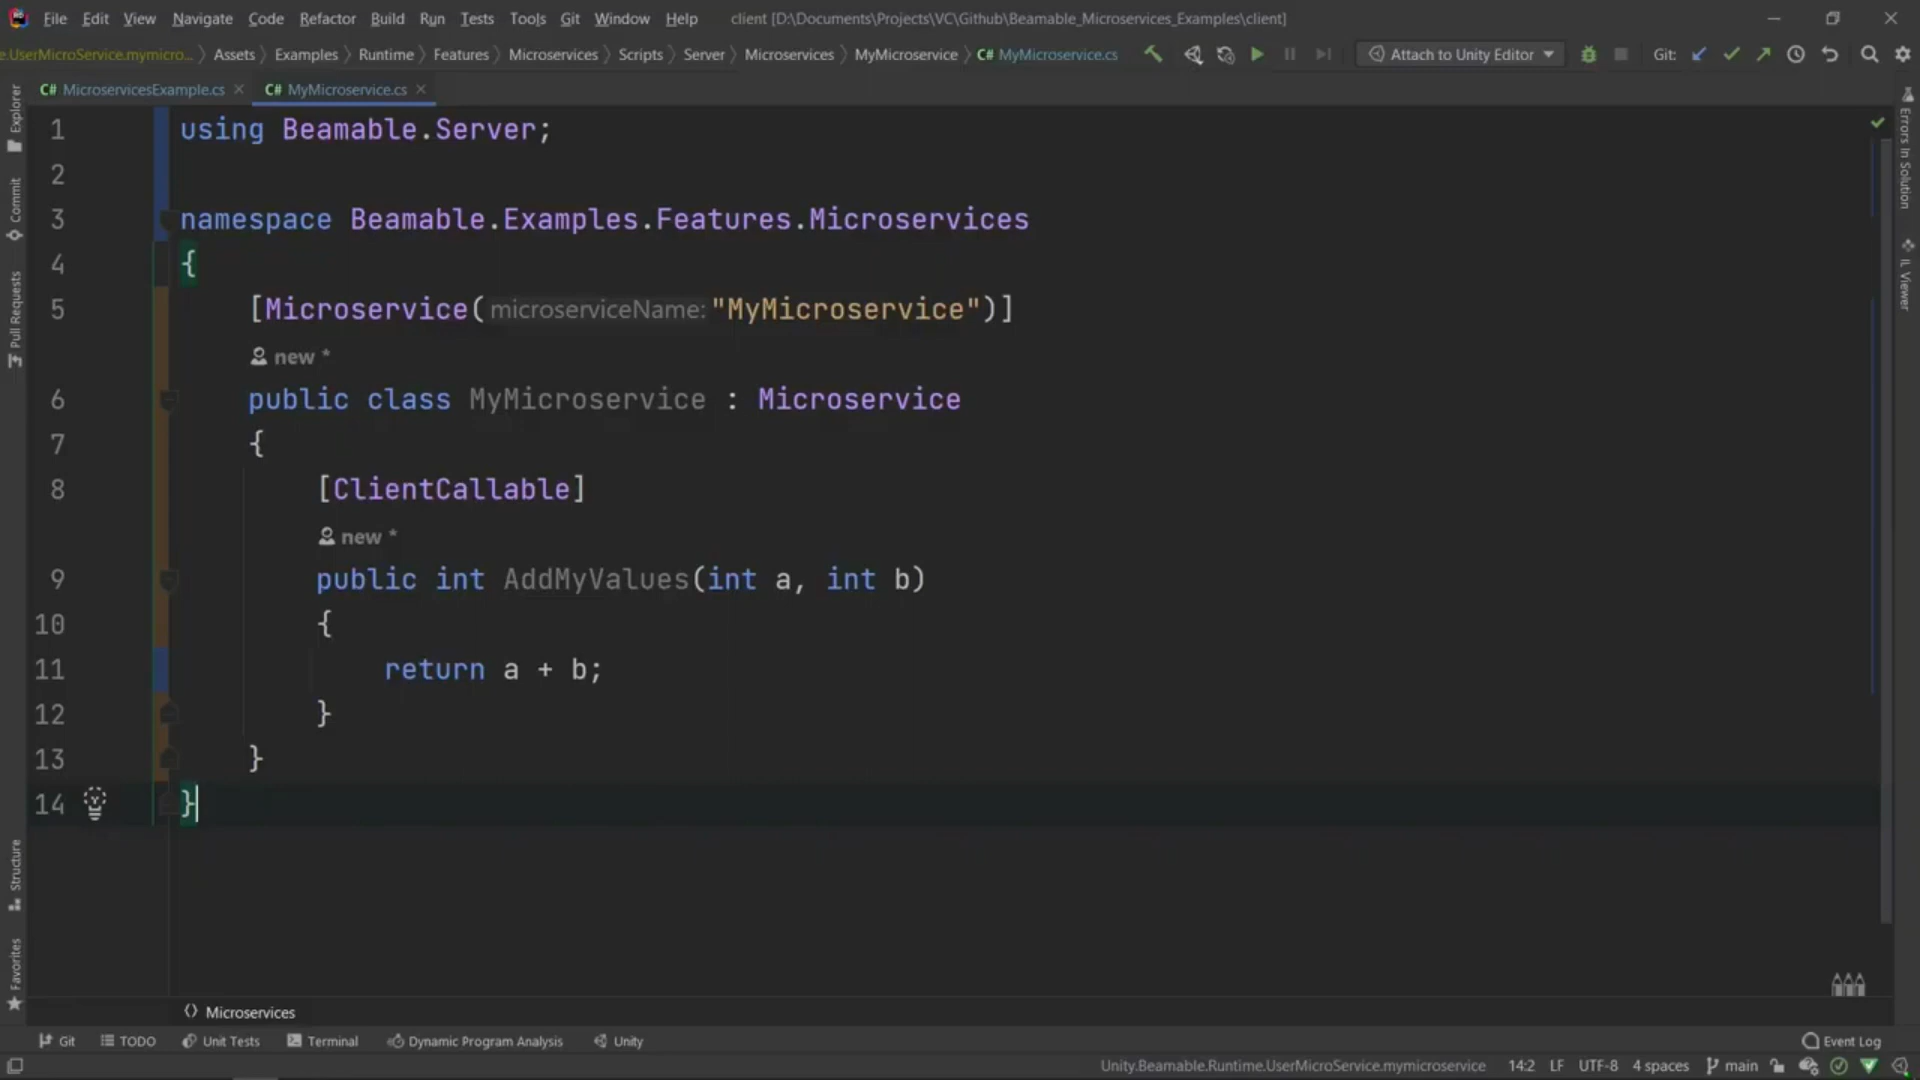 File Edit View Navigate Code Refactor Build Run Tests Tools Git Window Help client [D:\Documents\Projects\VC\Github\Beamable_Microservices_Examples\client]
e.UserMicroService.mymicro... Assets Examples Runtime Features Microservices Scripts Server Microservices MyMicroservice C# MyMicroservice.cs Attach to Unity Editor Git:
C# MicroservicesExample.cs C# MyMicroservice.cs
Explorer
Commit
Pull Requests
Structure
Favorites
Errors In Solution
IL Viewer
1 using Beamable.Server;
2
3 namespace Beamable.Examples.Features.Microservices
4 {
5 [Microservice(microserviceName:"MyMicroservice")]
new *
6 public class MyMicroservice : Microservice
7 {
8 [ClientCallable]
new *
9 public int AddMyValues(int a, int b)
10 {
11 return a + b;
12 }
13 }
14 }
Microservices
Git TODO Unit Tests Terminal Dynamic Program Analysis Unity Event Log
Unity.Beamable.Runtime.UserMicroService.mymicroservice 14:2 LF UTF-8 4 spaces main